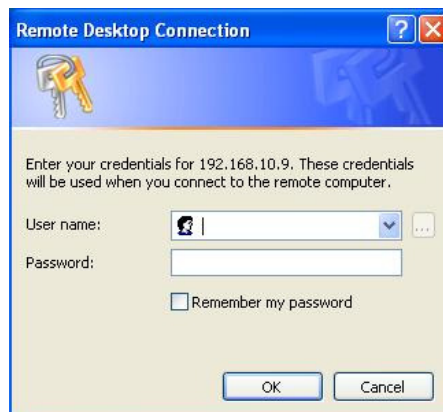 Remote Desktop Connection
Enter your credentials for 192.168.10.9. These credentials
will be used when you connect to the remote computer.
User name:
...
Password:
Remember my password
OK
Cancel